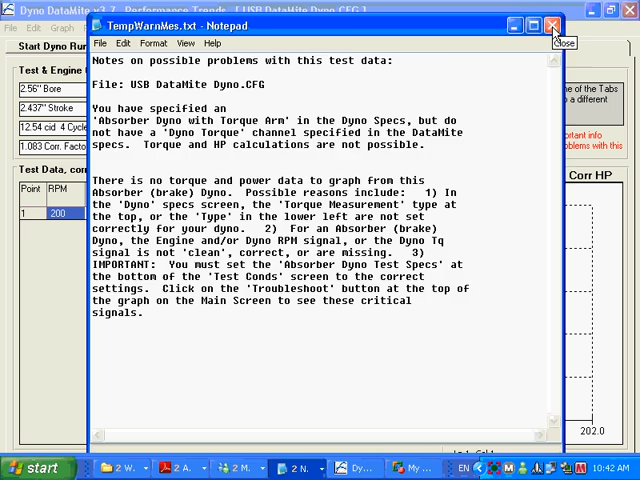 Dyno DataMite v3.7 Performance Trends [ USB DataMite Dyno.CFG ]
TempWarnMes.txt - Notepad
File Edit Graph
File Edit Format View Help
Close
Start Dyno Run
Notes on possible problems with this test data:
File: USB DataMite Dyno.CFG
You have specified an
'Absorber Dyno with Torque Arm' in the Dyno Specs, but do
not have a 'Dyno Torque' channel specified in the DataMite
specs.  Torque and HP calculations are not possible.
There is no torque and power data to graph from this
Absorber (brake) Dyno.  Possible reasons include:  1) In
the 'Dyno' specs screen, the 'Torque Measurement' type at
the top, or the 'Type' in the lower left are not set
correctly for your dyno.  2)  For an Absorber (brake)
Dyno, the Engine and/or Dyno RPM signal, or the Dyno Tq
signal is not 'clean', correct, or are missing.  3)
IMPORTANT:  You must set the 'Absorber Dyno Test Specs' at
the bottom of the 'Test Conds' screen to the correct
settings.  Click on the 'Troubleshoot' button at the top of
the graph on the Main Screen to see these critical
signals.
Test & Engine
2.56" Bore
2.437" Stroke
12.54 cid 4 Cycle
1.083 Corr. Facto
Test Data, cor
Point RPM
1 200
ne of the Tabs
o a different
portant info
oblems with this
Corr HP
202.0
start
2 W.
2 A.
2 M.
2 N.
Dy...
My ...
EN
10:42 AM